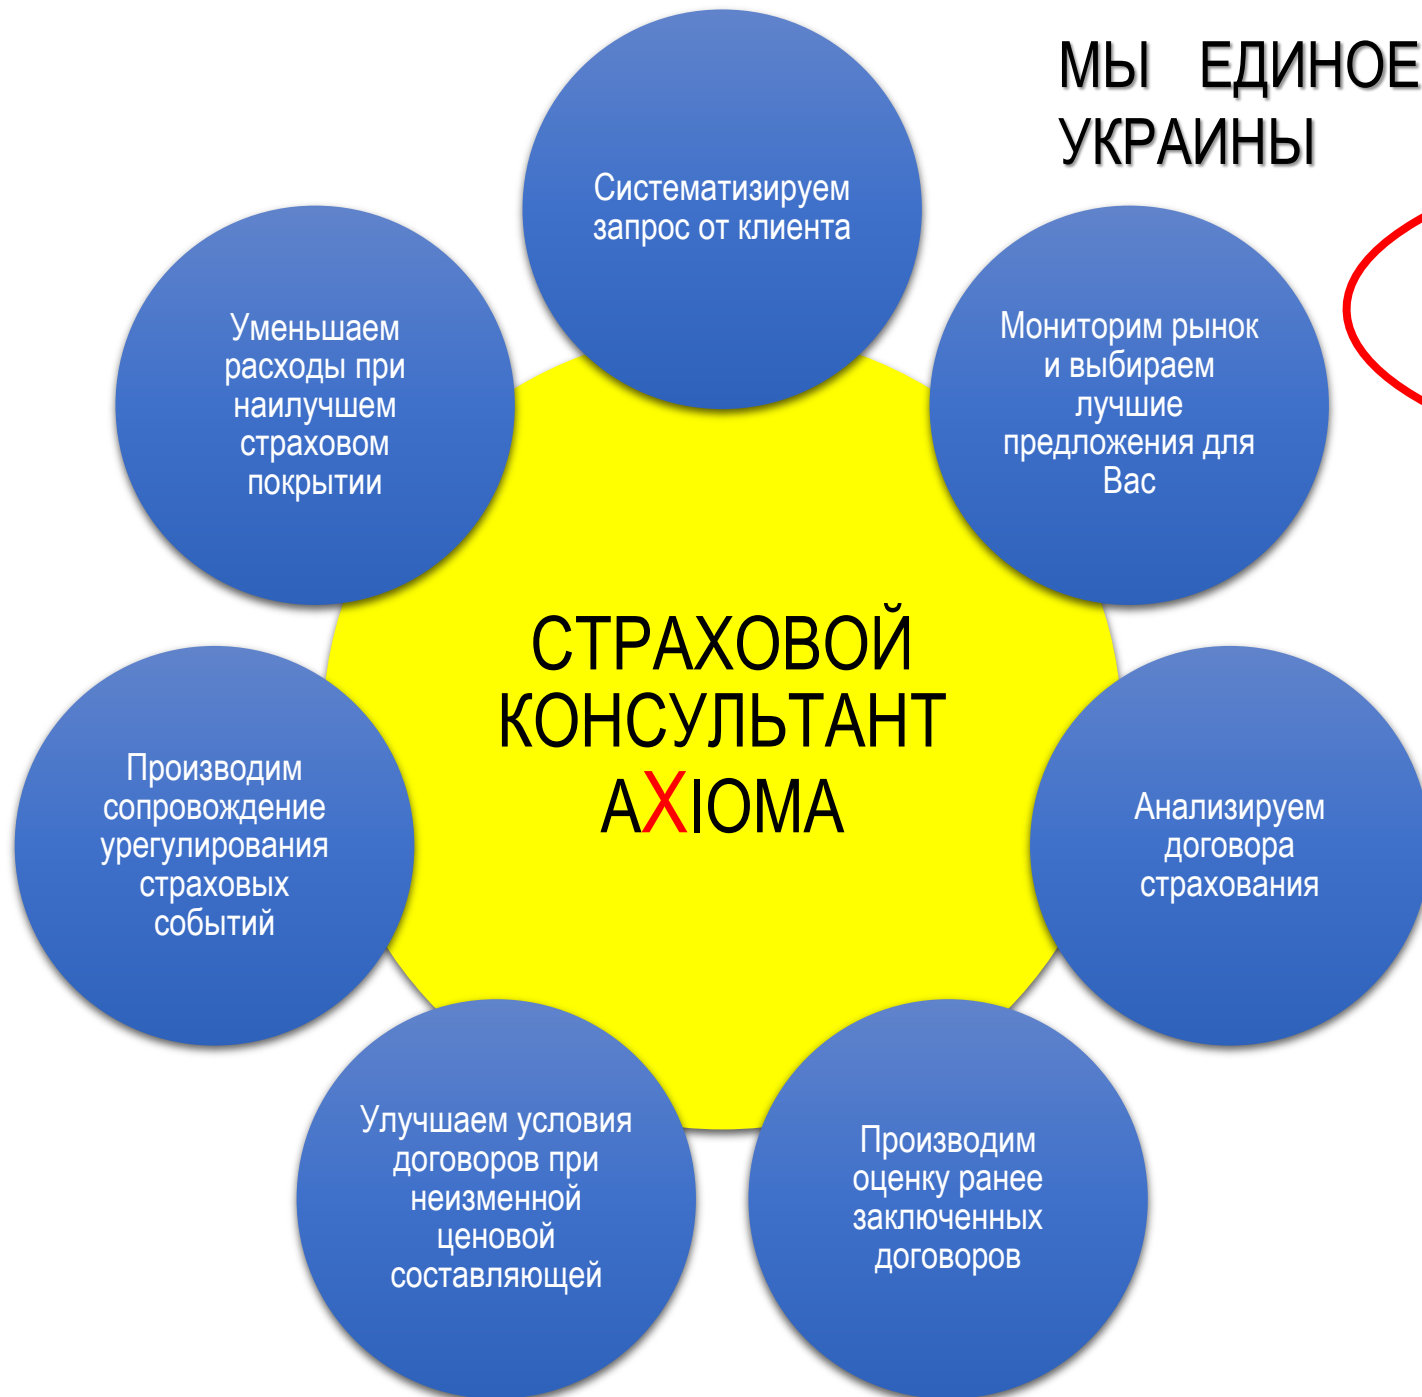 МЫ ЕДИНОЕ
УКРАИНЫ
Систематизируем
запрос от клиента
Мониторим рынок
и выбираем
лучшие
предложения для
Вас
Анализируем
договора
страхования
Производим
оценку ранее
заключенных
договоров
Улучшаем условия
договоров при
неизменной
ценовой
составляющей
Производим
сопровождение
урегулирования
страховых
событий
Уменьшаем
расходы при
наилучшем
страховом
покрытии
СТРАХОВОЙ
КОНСУЛЬТАНТ
AXIOMA